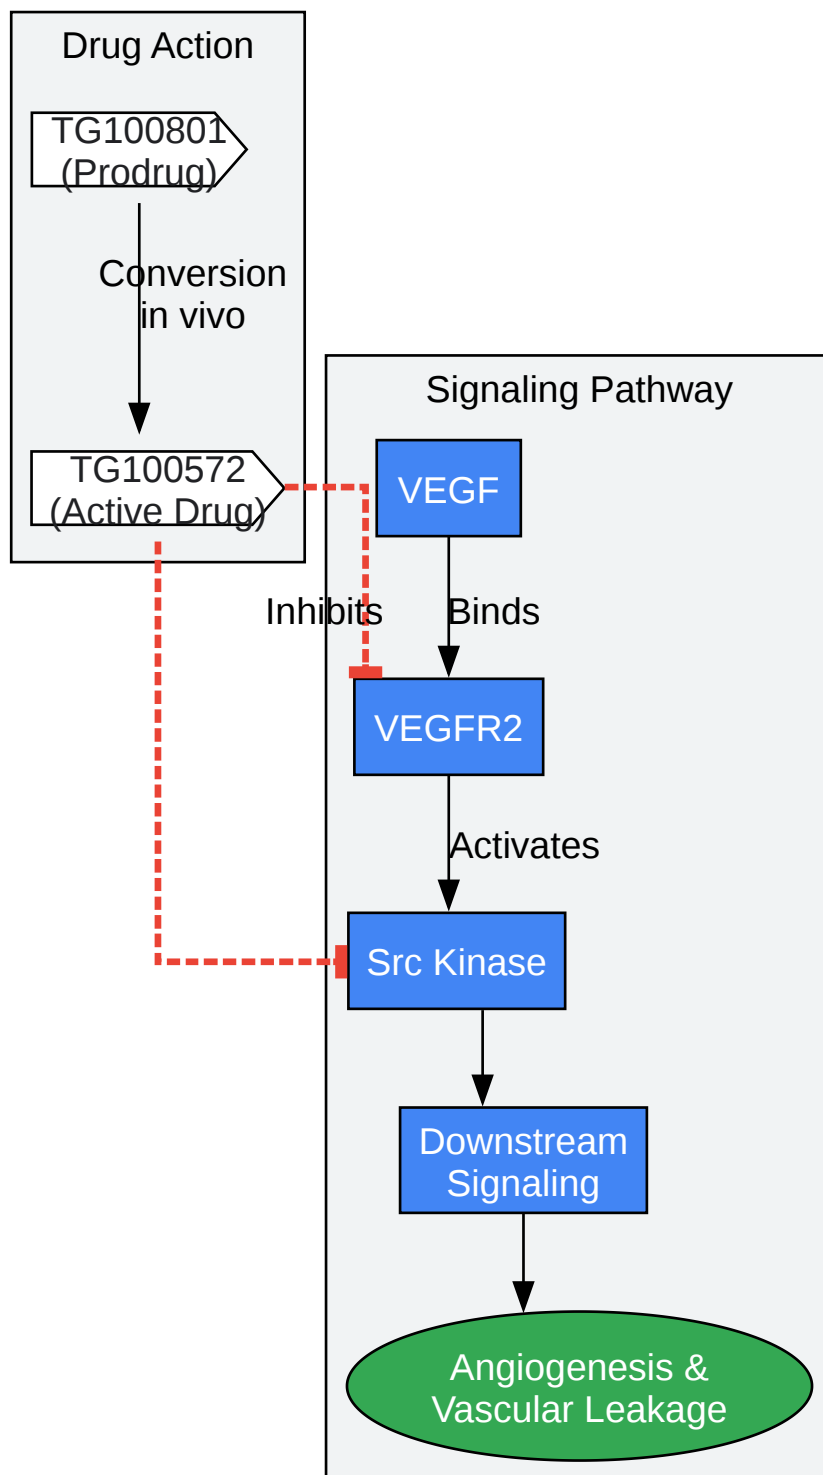 Drug Action
TG100801
(Prodrug)
Conversion
in vivo
TG100572
(Active Drug)
Signaling Pathway
VEGF
Inhibits
Binds
VEGFR2
Activates
Src Kinase
Downstream
Signaling
Angiogenesis &
Vascular Leakage